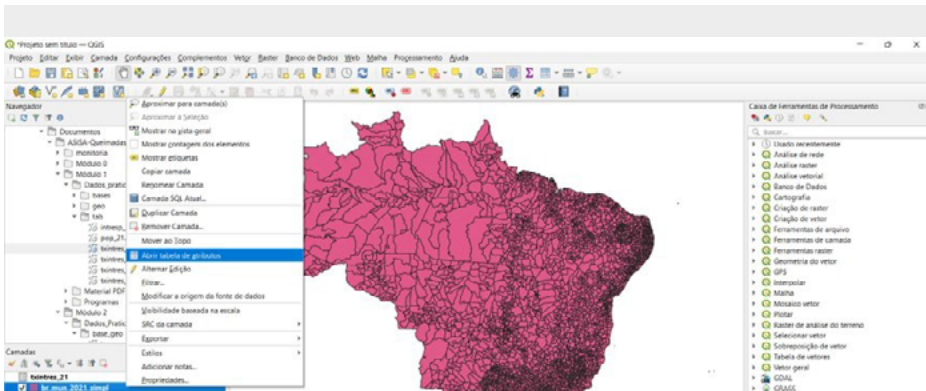 *Projeto sem título — QGIS
Projeto Editar Exibir Camada Configurações Complementos Vetor Raster Banco de Dados Web Malha Processamento Ajuda
Navegador
Documentos
ASISA-Queimadas
monitoria
Módulo 0
Módulo 1
bases
geo
tab
pop_21
Material PDF
Programas
Módulo 2
base_geo
Camadas
txintres_21
br_mun_2021_simpl
Aproximar para camada(s)
Aproximar à Seleção
Mostrar no vista geral
Mostrar contagem dos elementos
Mostrar etiquetas
Copiar camada
Renomear Camada
Camada SQL Atual...
Duplicar Camada
Remover Camada...
Mover ao Topo
Abrir tabela de atributos
Alternar Edição
Filtrar...
Modificar a origem da fonte de dados
Visibilidade baseada na escala
SRC da camada
Exportar
Estilos
Adicionar notas...
Propriedades...
Caixa de Ferramentas de Processamento
Buscar...
Usado recentemente
Análise de rede
Análise raster
Análise vetorial
Banco de Dados
Cartografia
Criação de raster
Criação de vetor
Ferramentas de arquivo
Ferramentas de camada
Ferramentas raster
Geometria do vetor
GPS
Interpolar
Malha
Mosaico vetor
Plotar
Raster de análise do terreno
Selecionar vetor
Sobreposição de vetor
Tabela de vetores
Vetor geral
GDAL
GRASS